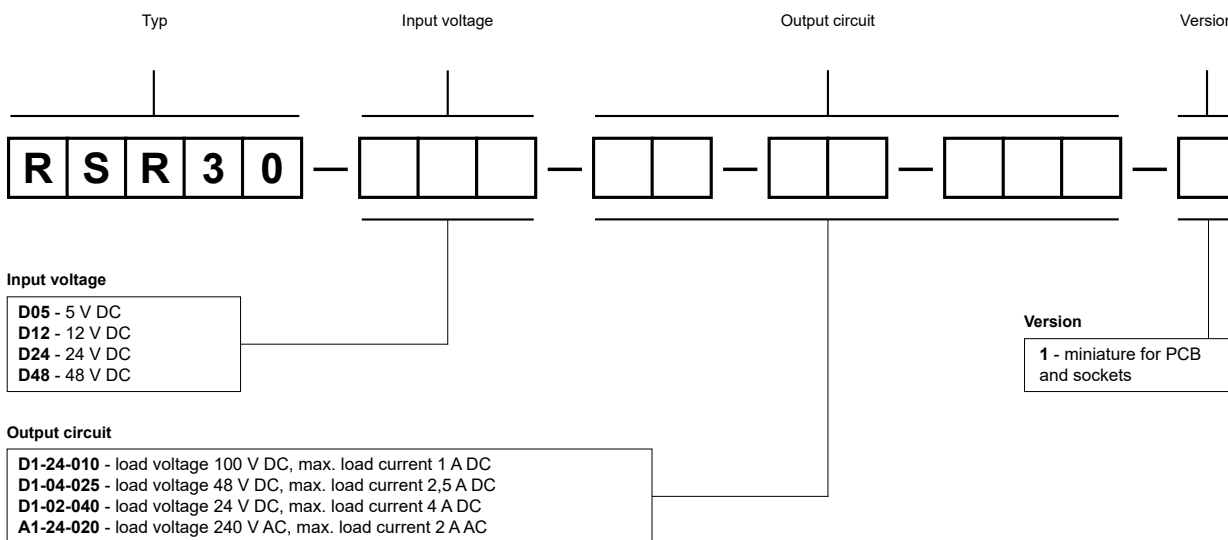 Typ Input voltage Output circuit Version
R S R 3 0 — — — — —
Input voltage
D05 - 5 V DC
D12 - 12 V DC
D24 - 24 V DC
D48 - 48 V DC
Version
1 - miniature for PCB
and sockets
Output circuit
D1-24-010 - load voltage 100 V DC, max. load current 1 A DC
D1-04-025 - load voltage 48 V DC, max. load current 2,5 A DC
D1-02-040 - load voltage 24 V DC, max. load current 4 A DC
A1-24-020 - load voltage 240 V AC, max. load current 2 A AC